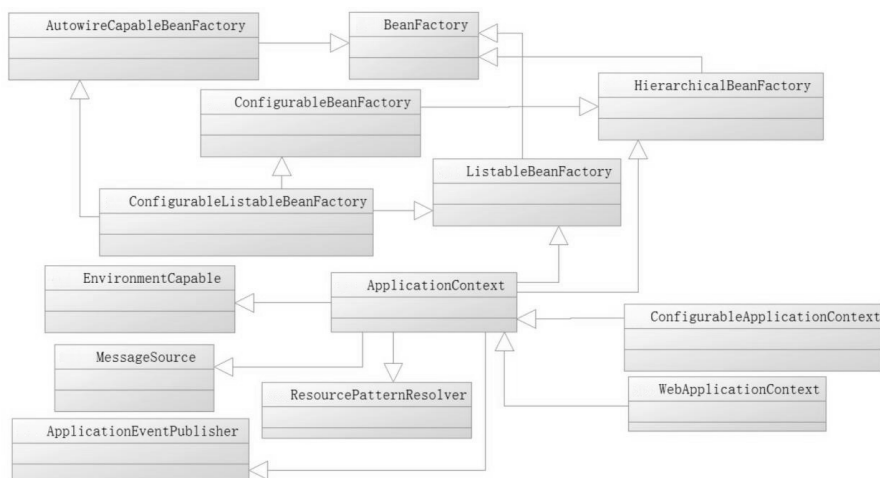 AutowireCapableBeanFactory
BeanFactory
HierarchicalBeanFactory
ConfigurableBeanFactory
ListableBeanFactory
ConfigurableListableBeanFactory
EnvironmentCapable
ApplicationContext
ConfigurableApplicationContext
MessageSource
ResourcePatternResolver
WebApplicationContext
ApplicationEventPublisher